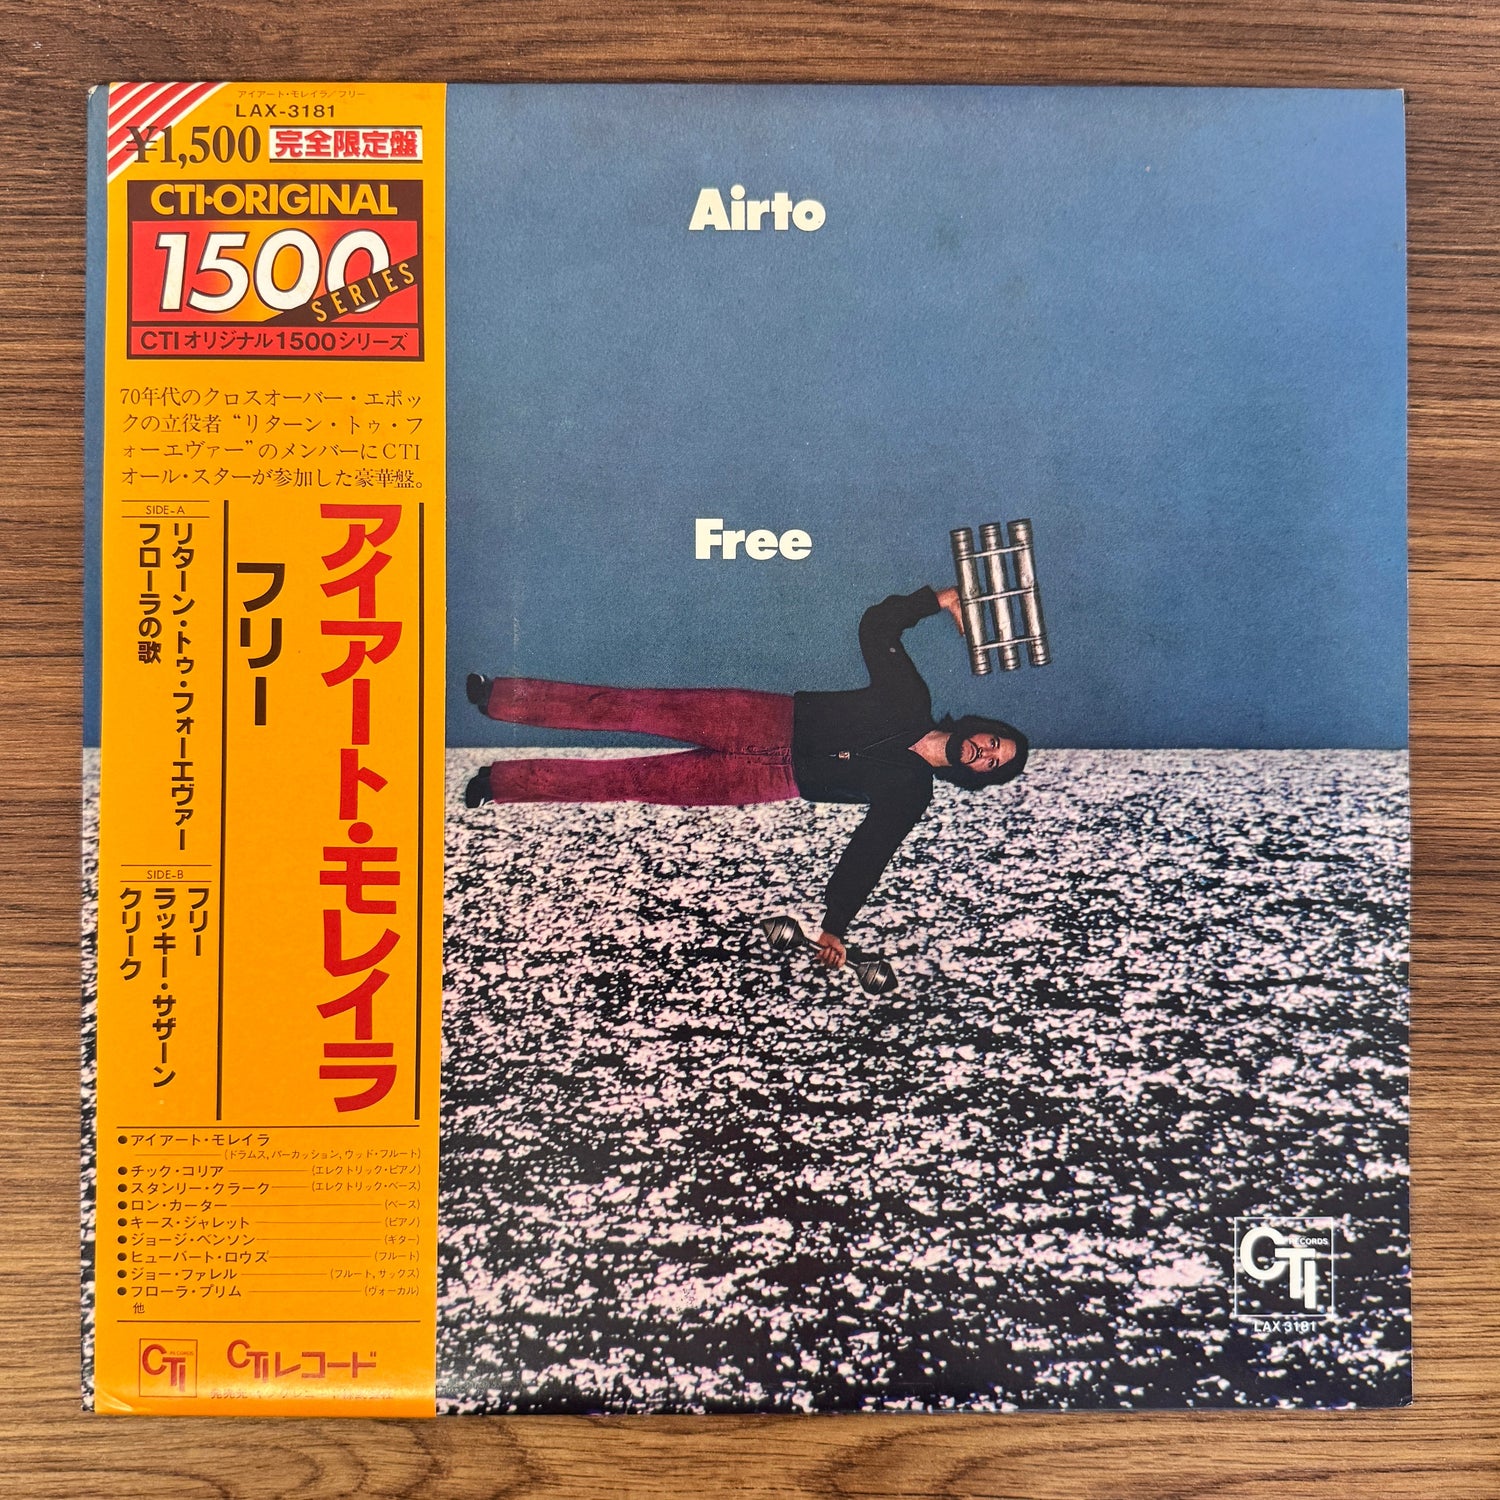 アイアート・モレイラ/フリー
LAX-3181
¥1,500 完全限定盤
CTI・ORIGINAL
1500
SERIES
CTIオリジナル1500シリーズ
70年代のクロスオーバー・エポッ
クの立役者“リターン・トゥ・フ
ォーエヴァー”のメンバーにCTI
オール・スターが参加した豪華盤。
アイアート・モレイラ
フリー
SIDE-A
リターン・トゥ・フォーエヴァー
フローラの歌
SIDE-B
フリー
ラッキー・サザーン
クリーク
●アイアート・モレイラ
(ドラムス,パーカッション,ウッド・フルート)
●チック・コリア (エレクトリック・ピアノ)
●スタンリー・クラーク (エレクトリック・ベース)
●ロン・カーター (ベース)
●キース・ジャレット (ピアノ)
●ジョージ・ベンソン (ギター)
●ヒューバート・ロウズ (フルート)
●ジョー・ファレル (フルート,サックス)
●フローラ・プリム (ヴォーカル)
他
CTI RECORDS
CTIレコード
Airto
Free
CTI RECORDS
LAX 3181